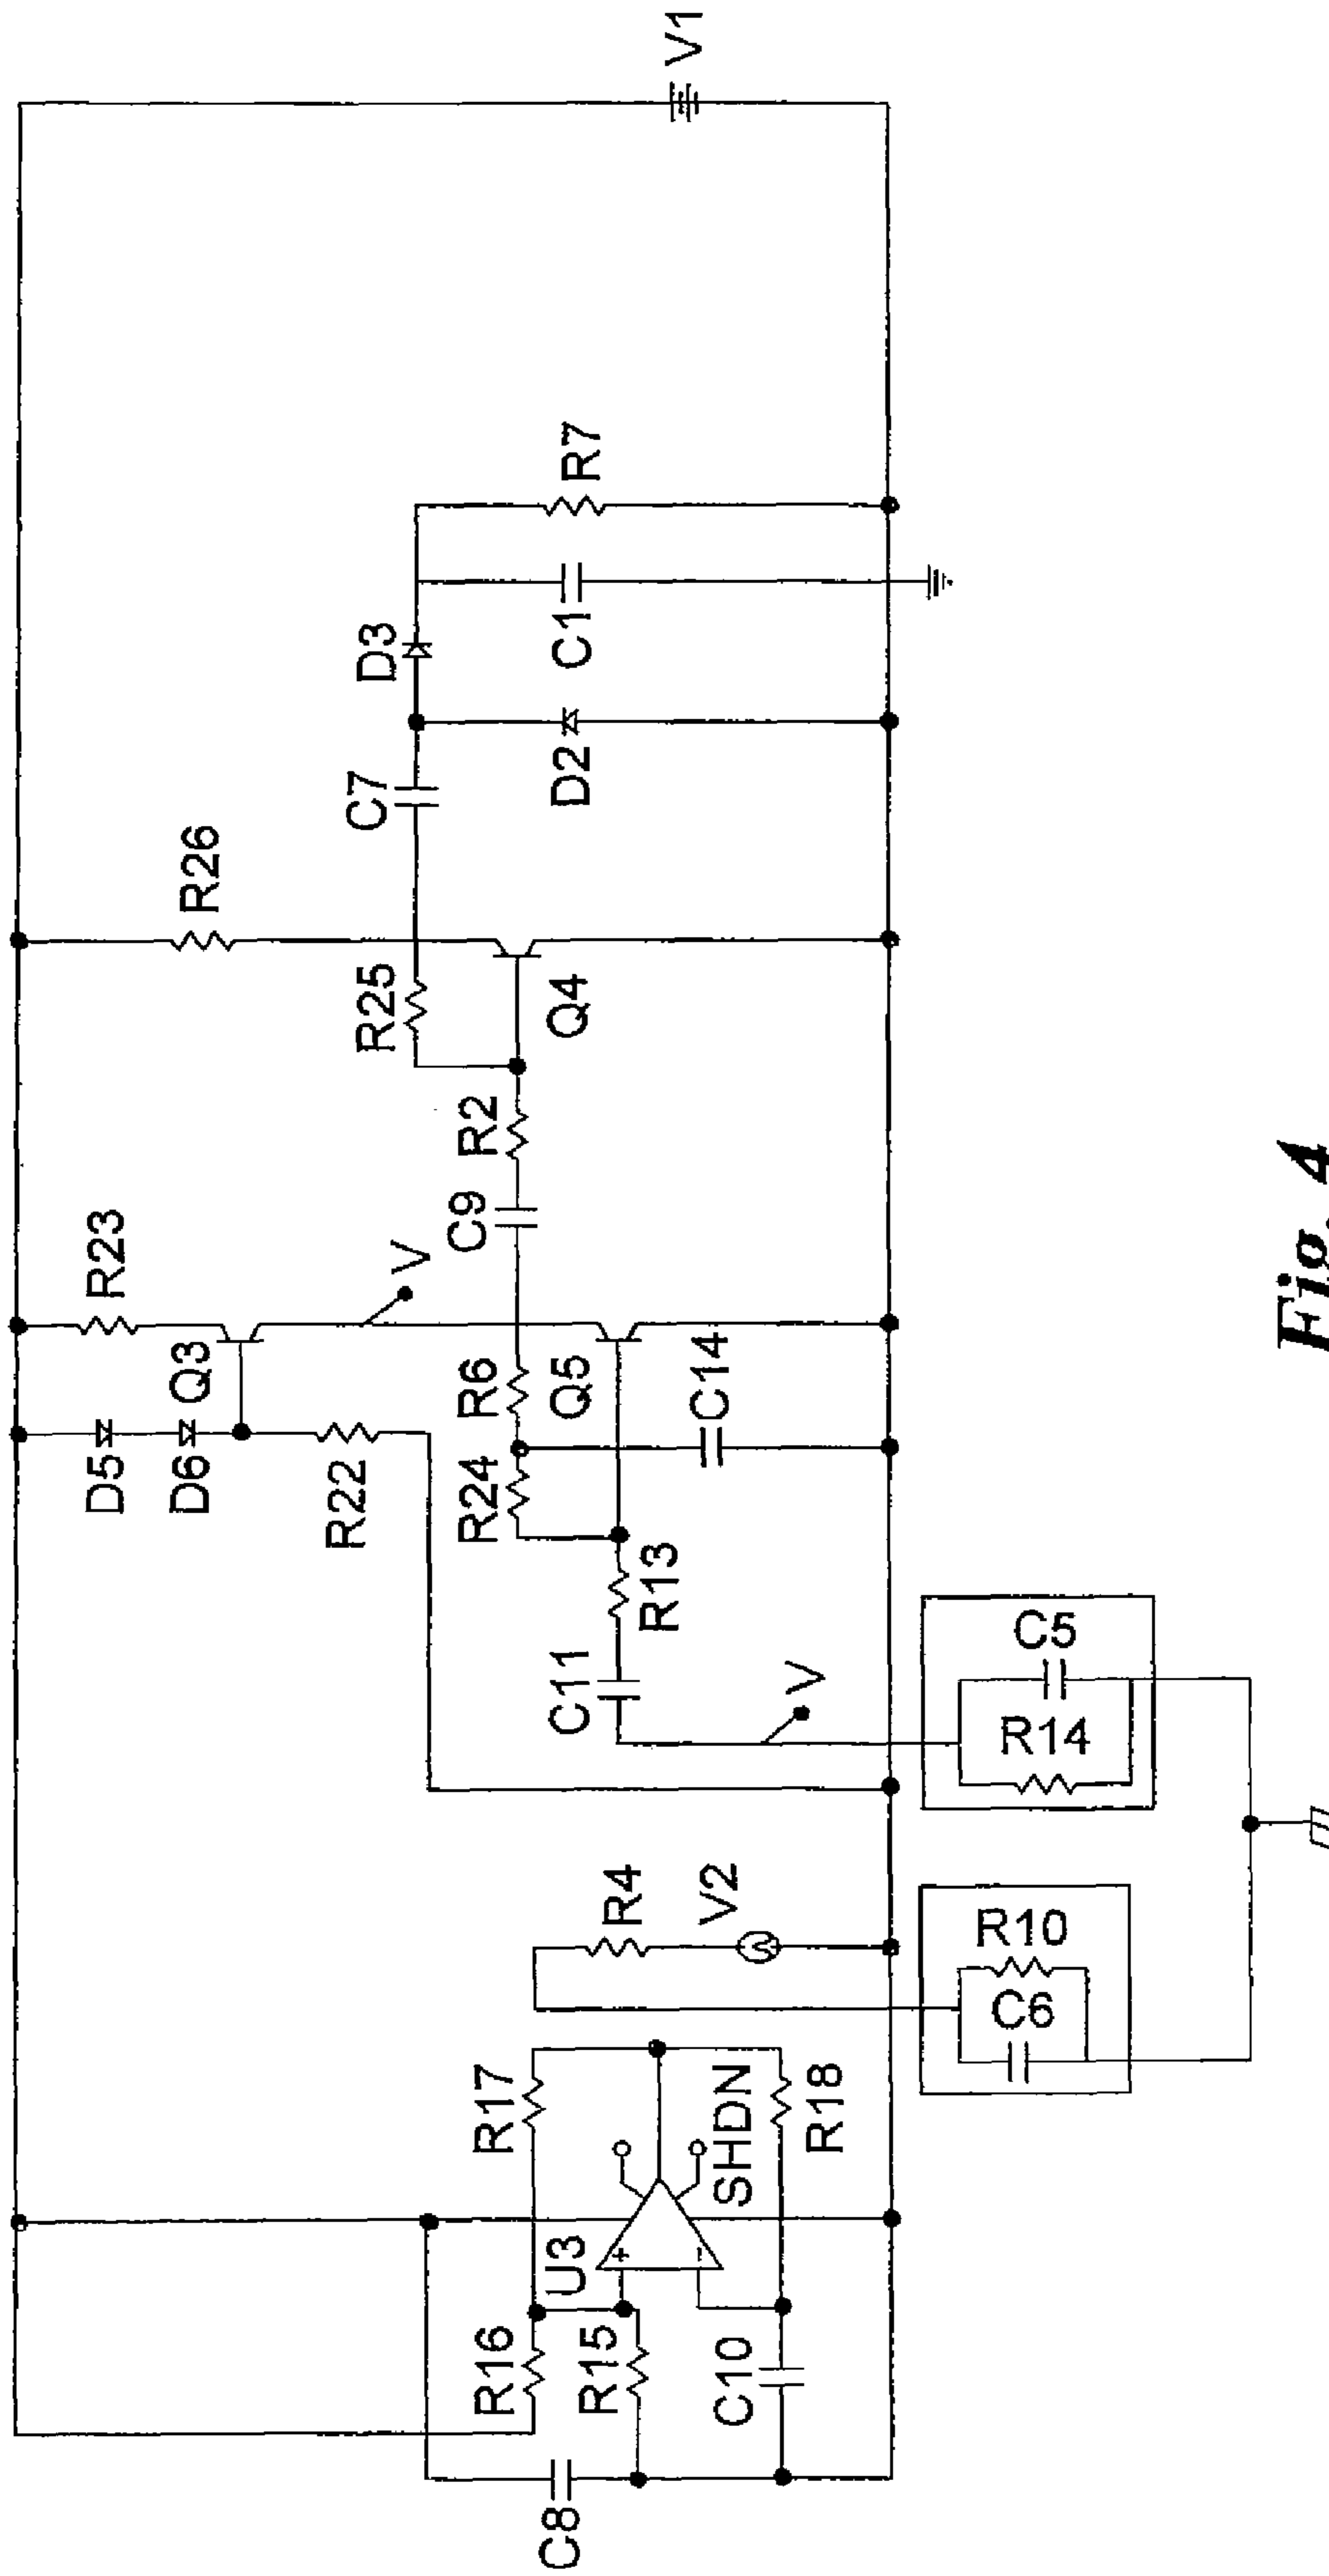 V1
R7
C1
D3
D2
C7
R26
R25
Q4
R2
C9
R23
V
Q3
D5
D6
R22
R6
R24
Q5
C14
R13
C11
V
C5
R14
R4
V2
R10
C6
R17
SHDN
R18
U3
+
−
R16
R15
C10
C8
Fig. 4